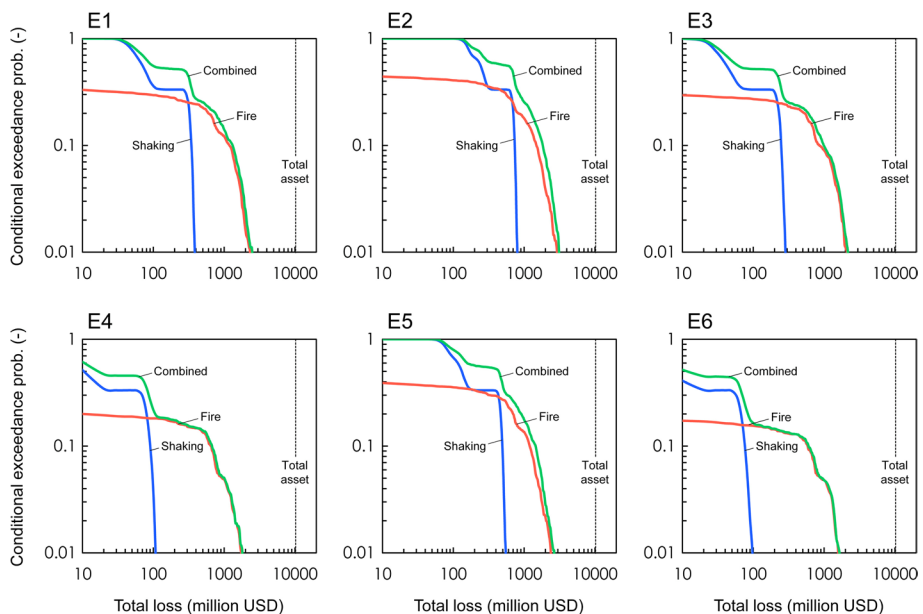 E1
E2
E3
Conditional exceedance prob. (-)
1
0.1
0.01
Combined
Fire
Shaking
Total
asset
10
100
1000
10000
1
0.1
0.01
Combined
Fire
Shaking
Total
asset
10
100
1000
10000
1
0.1
0.01
Combined
Fire
Shaking
Total
asset
10
100
1000
10000
E4
E5
E6
Conditional exceedance prob. (-)
1
0.1
0.01
Combined
Fire
Shaking
Total
asset
10
100
1000
10000
Total loss (million USD)
1
0.1
0.01
Combined
Fire
Shaking
Total
asset
10
100
1000
10000
Total loss (million USD)
1
0.1
0.01
Combined
Fire
Shaking
Total
asset
10
100
1000
10000
Total loss (million USD)